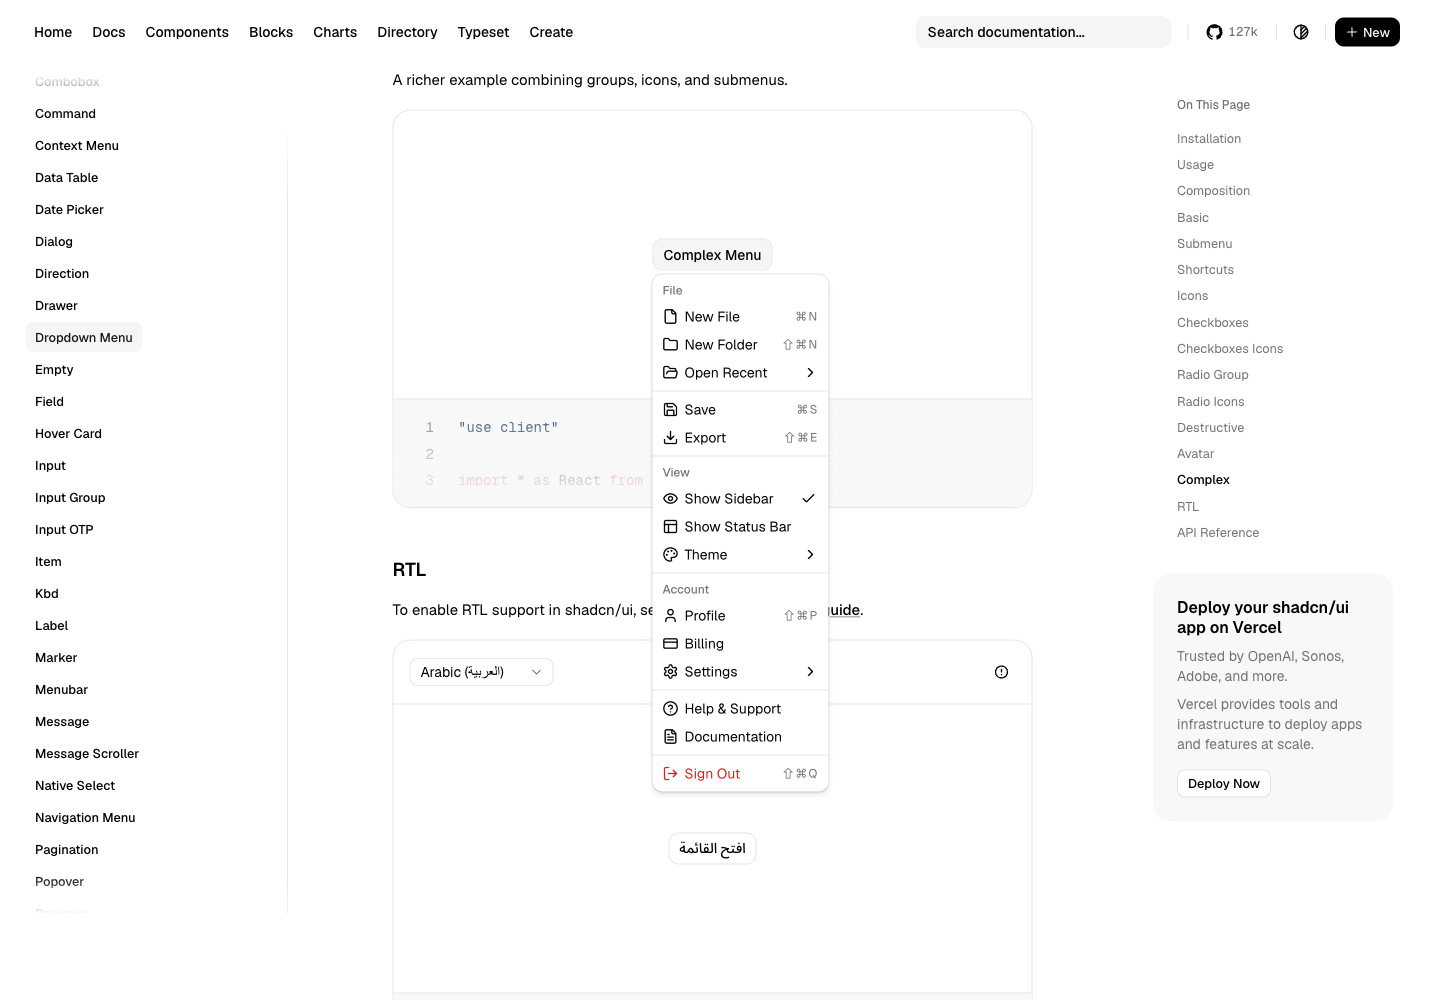 Home Docs Components Blocks Charts Directory Typeset Create
Search documentation...
127k
New
Combobox
Command
Context Menu
Data Table
Date Picker
Dialog
Direction
Drawer
Dropdown Menu
Empty
Field
Hover Card
Input
Input Group
Input OTP
Item
Kbd
Label
Marker
Menubar
Message
Message Scroller
Native Select
Navigation Menu
Pagination
Popover
A richer example combining groups, icons, and submenus.
Complex Menu
File
New File ⌘N
New Folder ⇧⌘N
Open Recent
Save ⌘S
Export ⇧⌘E
View
Show Sidebar
Show Status Bar
Theme
Account
Profile ⇧⌘P
Billing
Settings
Help & Support
Documentation
Sign Out ⇧⌘Q
1 "use client"
2
3 import * as React from
RTL
To enable RTL support in shadcn/ui, guide.
Arabic (العربية)
افتح القائمة
On This Page
Installation
Usage
Composition
Basic
Submenu
Shortcuts
Icons
Checkboxes
Checkboxes Icons
Radio Group
Radio Icons
Destructive
Avatar
Complex
RTL
API Reference
Deploy your shadcn/ui
app on Vercel
Trusted by OpenAI, Sonos,
Adobe, and more.
Vercel provides tools and
infrastructure to deploy apps
and features at scale.
Deploy Now